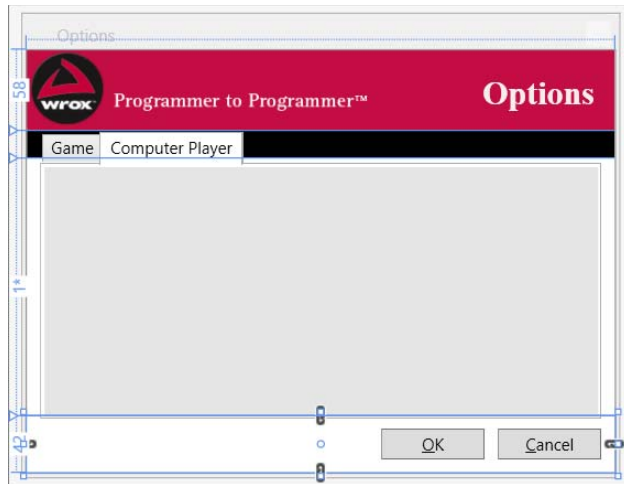 Options
58
wrox
Programmer to Programmer™
Options
Game
Computer Player
1*
42
OK
Cancel